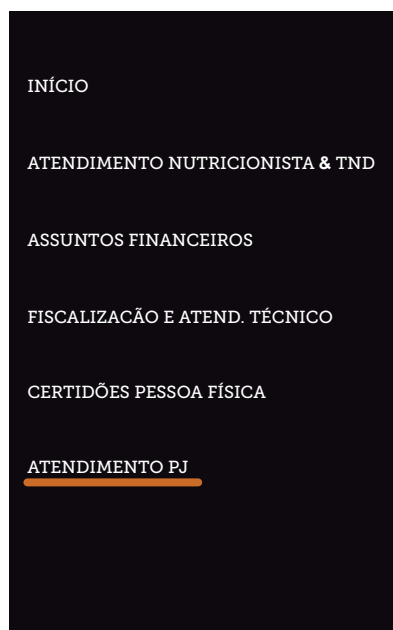 INÍCIO
ATENDIMENTO NUTRICIONISTA & TND
ASSUNTOS FINANCEIROS
FISCALIZACÃO E ATEND. TÉCNICO
CERTIDÕES PESSOA FÍSICA
ATENDIMENTO PJ